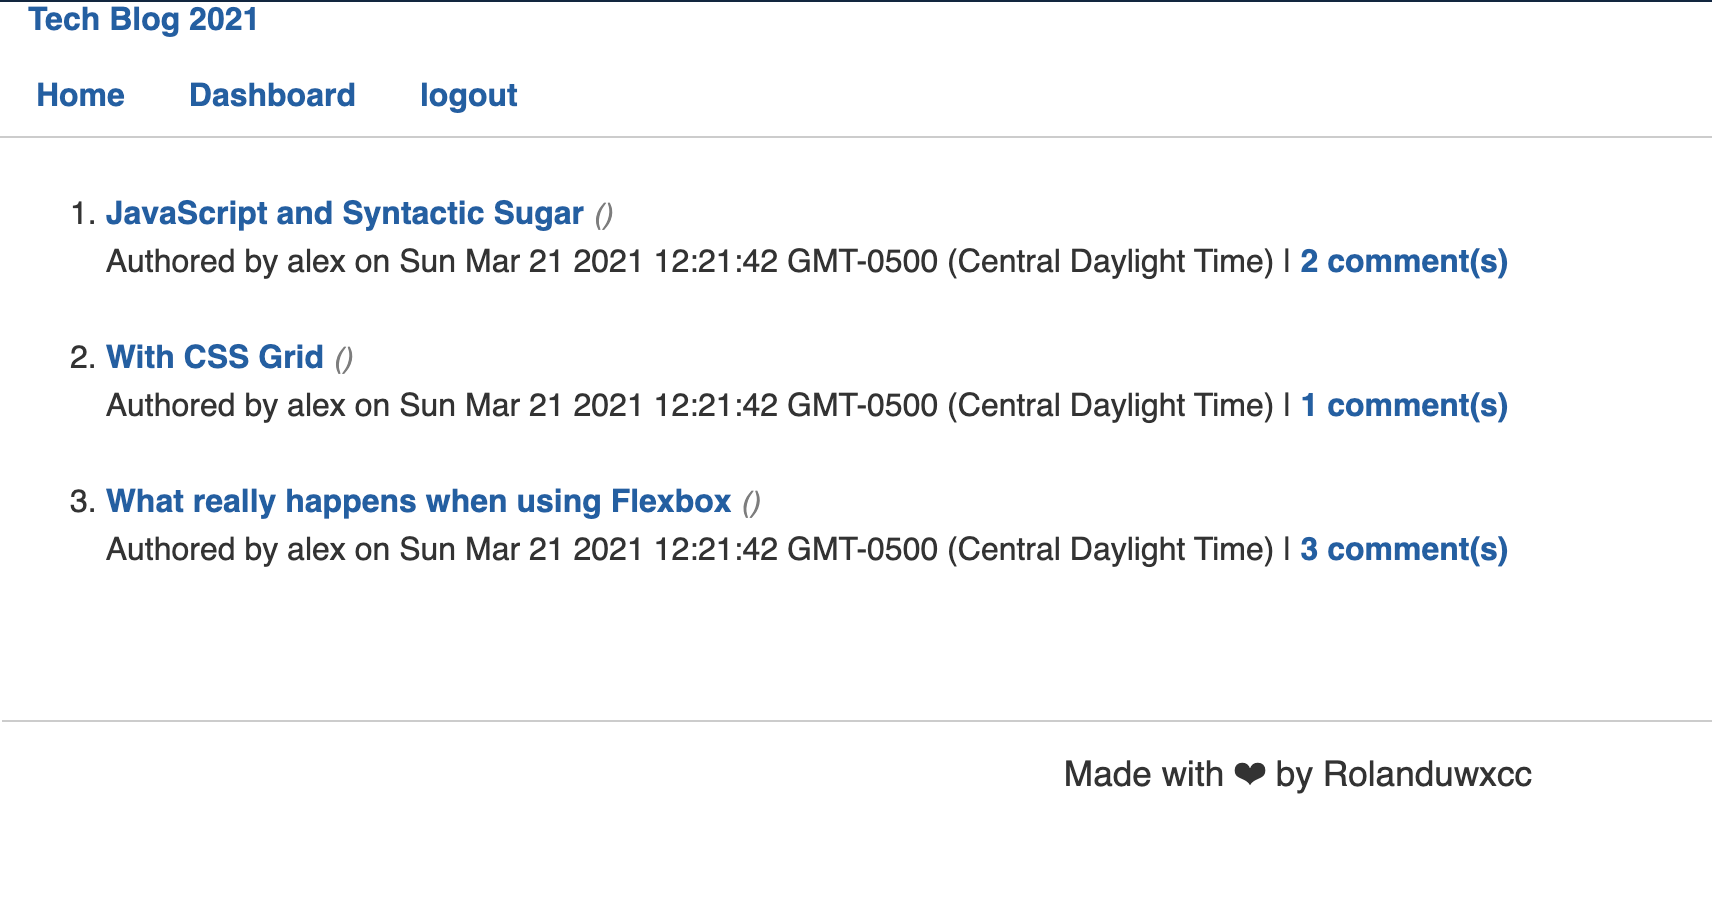 Tech Blog 2021
Home Dashboard logout
1. JavaScript and Syntactic Sugar ()
Authored by alex on Sun Mar 21 2021 12:21:42 GMT-0500 (Central Daylight Time) | 2 comment(s)
2. With CSS Grid ()
Authored by alex on Sun Mar 21 2021 12:21:42 GMT-0500 (Central Daylight Time) | 1 comment(s)
3. What really happens when using Flexbox ()
Authored by alex on Sun Mar 21 2021 12:21:42 GMT-0500 (Central Daylight Time) | 3 comment(s)
Made with ❤ by Rolanduwxcc